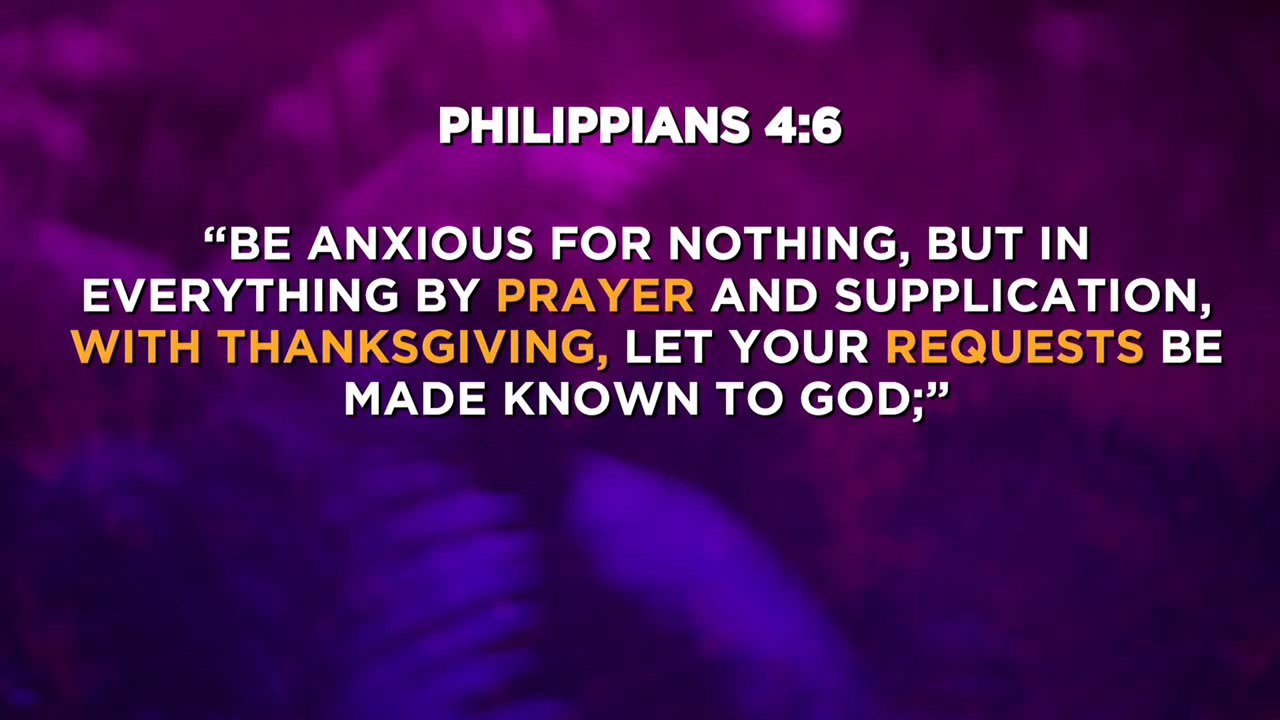 PHILIPPIANS 4:6
“BE ANXIOUS FOR NOTHING, BUT IN
EVERYTHING BY PRAYER AND SUPPLICATION,
WITH THANKSGIVING, LET YOUR REQUESTS BE
MADE KNOWN TO GOD;”